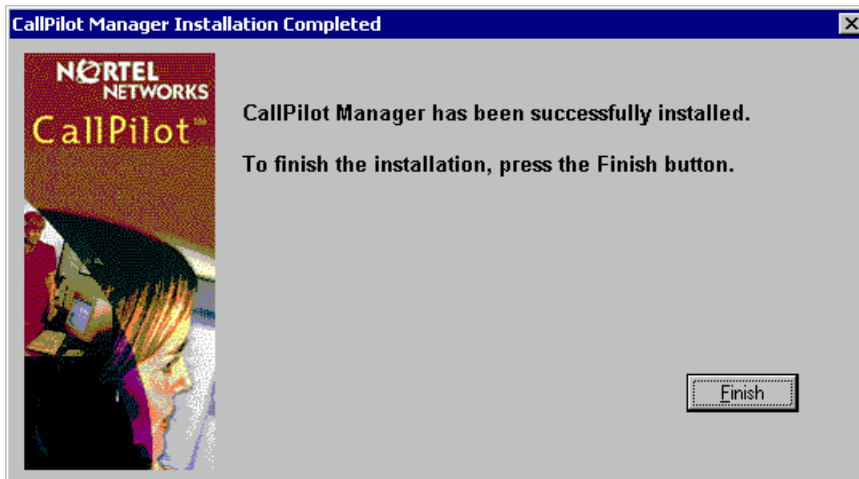 CallPilot Manager Installation Completed
NORTEL
NETWORKS
CallPilot™
CallPilot Manager has been successfully installed.
To finish the installation, press the Finish button.
Finish